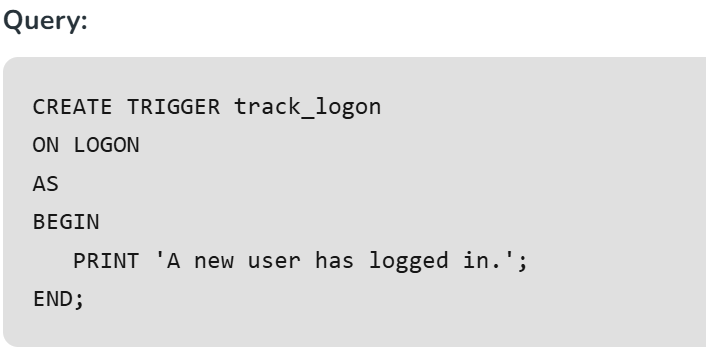 Query:
CREATE TRIGGER track_logon
ON LOGON
AS
BEGIN
   PRINT 'A new user has logged in.';
END;